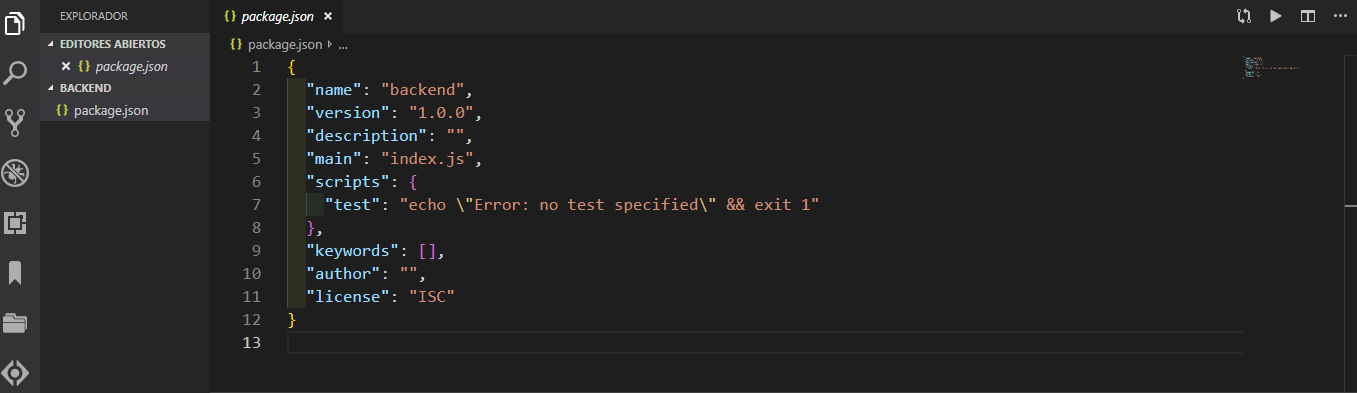 EXPLORADOR
EDITORES ABIERTOS
{} package.json
BACKEND
{} package.json
{} package.json
{} package.json ...
1 {
2 "name": "backend",
3 "version": "1.0.0",
4 "description": "",
5 "main": "index.js",
6 "scripts": {
7 "test": "echo \"Error: no test specified\" && exit 1"
8 },
9 "keywords": [],
10 "author": "",
11 "license": "ISC"
12 }
13